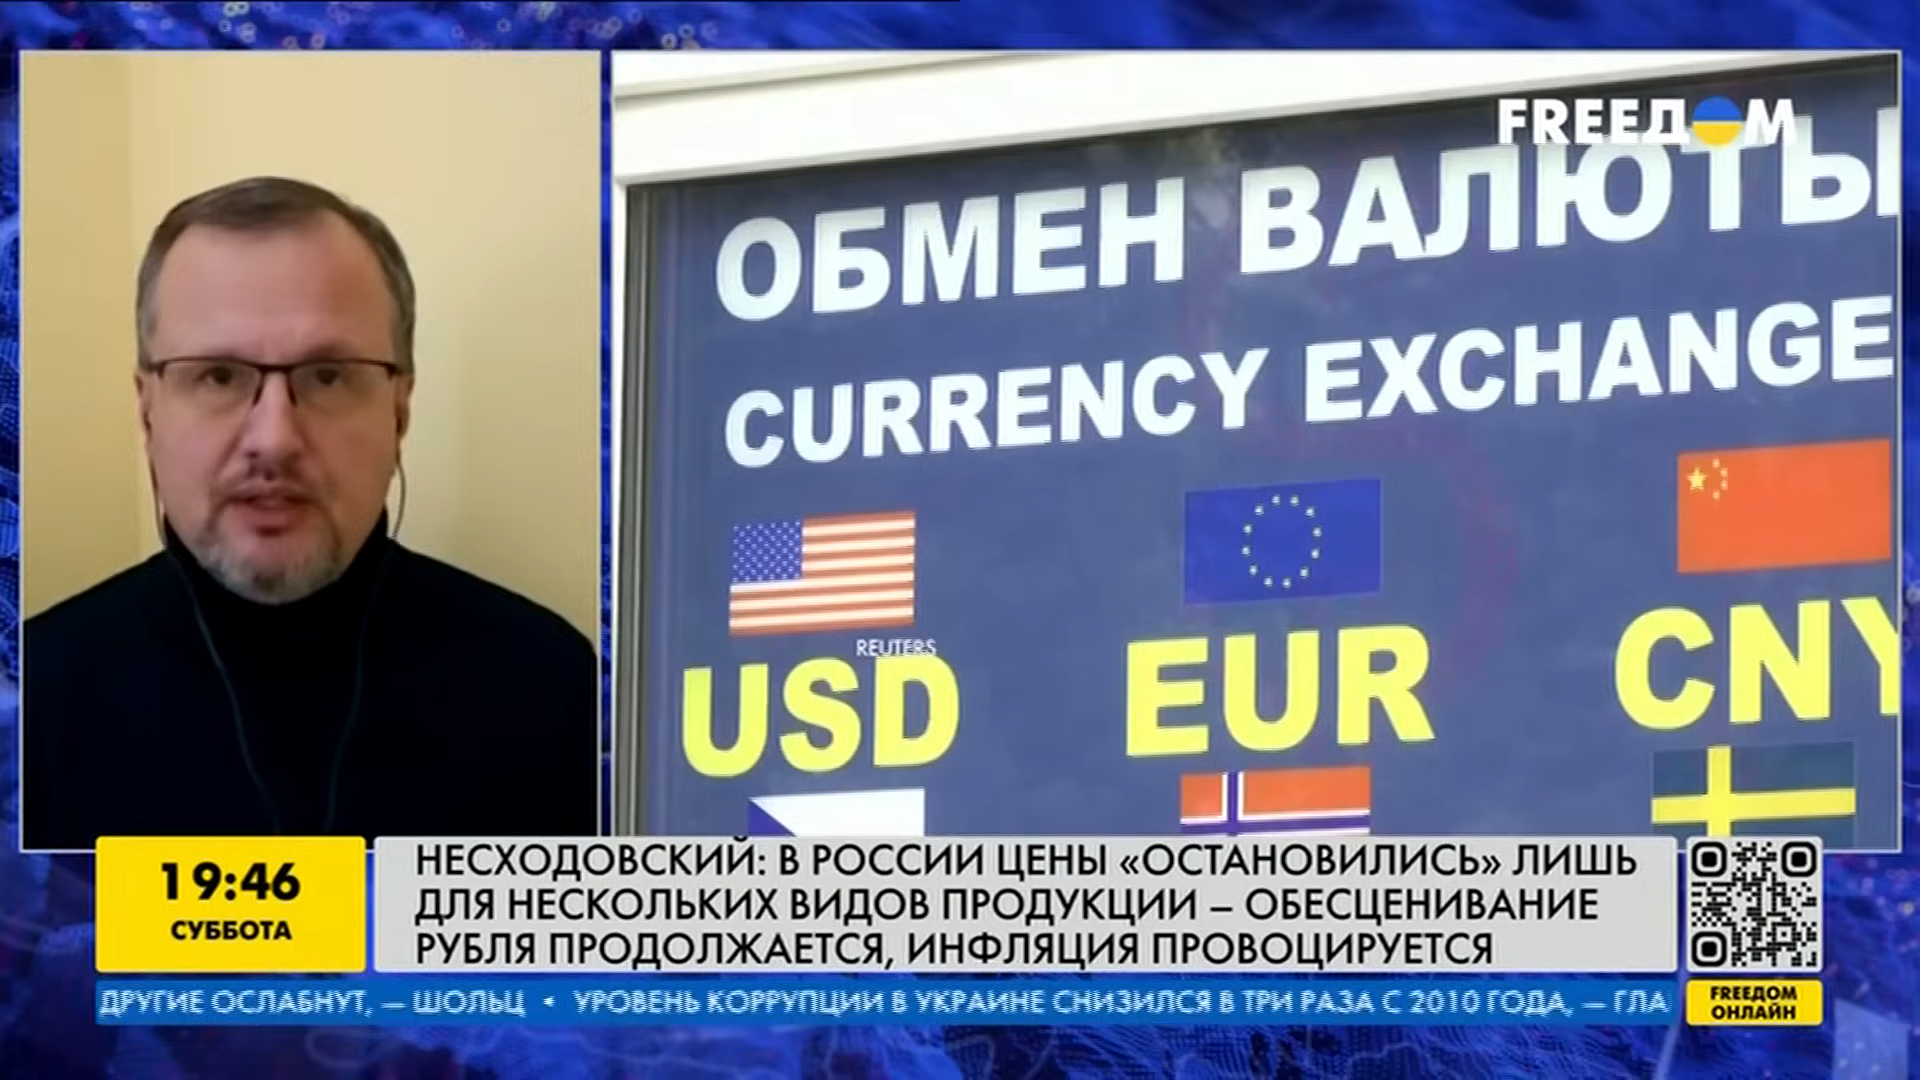 FREEДOM
ОБМЕН ВАЛЮТЫ
CURRENCY EXCHANGE
REUTERS
USD EUR CNY
19:46
СУББОТА
НЕСХОДОВСКИЙ: В РОССИИ ЦЕНЫ «ОСТАНОВИЛИСЬ» ЛИШЬ
ДЛЯ НЕСКОЛЬКИХ ВИДОВ ПРОДУКЦИИ – ОБЕСЦЕНИВАНИЕ
РУБЛЯ ПРОДОЛЖАЕТСЯ, ИНФЛЯЦИЯ ПРОВОЦИРУЕТСЯ
ДРУГИЕ ОСЛАБНУТ, — ШОЛЬЦ • УРОВЕНЬ КОРРУПЦИИ В УКРАИНЕ СНИЗИЛСЯ В ТРИ РАЗА С 2010 ГОДА, — ГЛА
FREEДOM
ОНЛАЙН